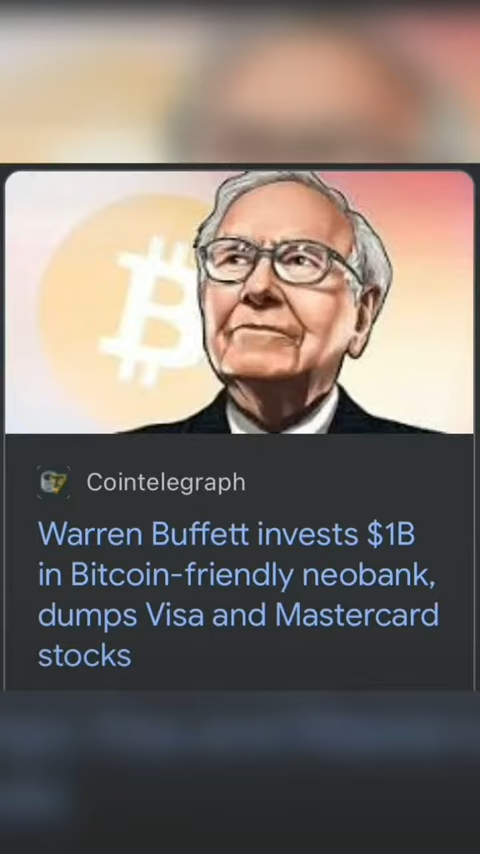 Cointelegraph
Warren Buffett invests $1B
in Bitcoin-friendly neobank,
dumps Visa and Mastercard
stocks